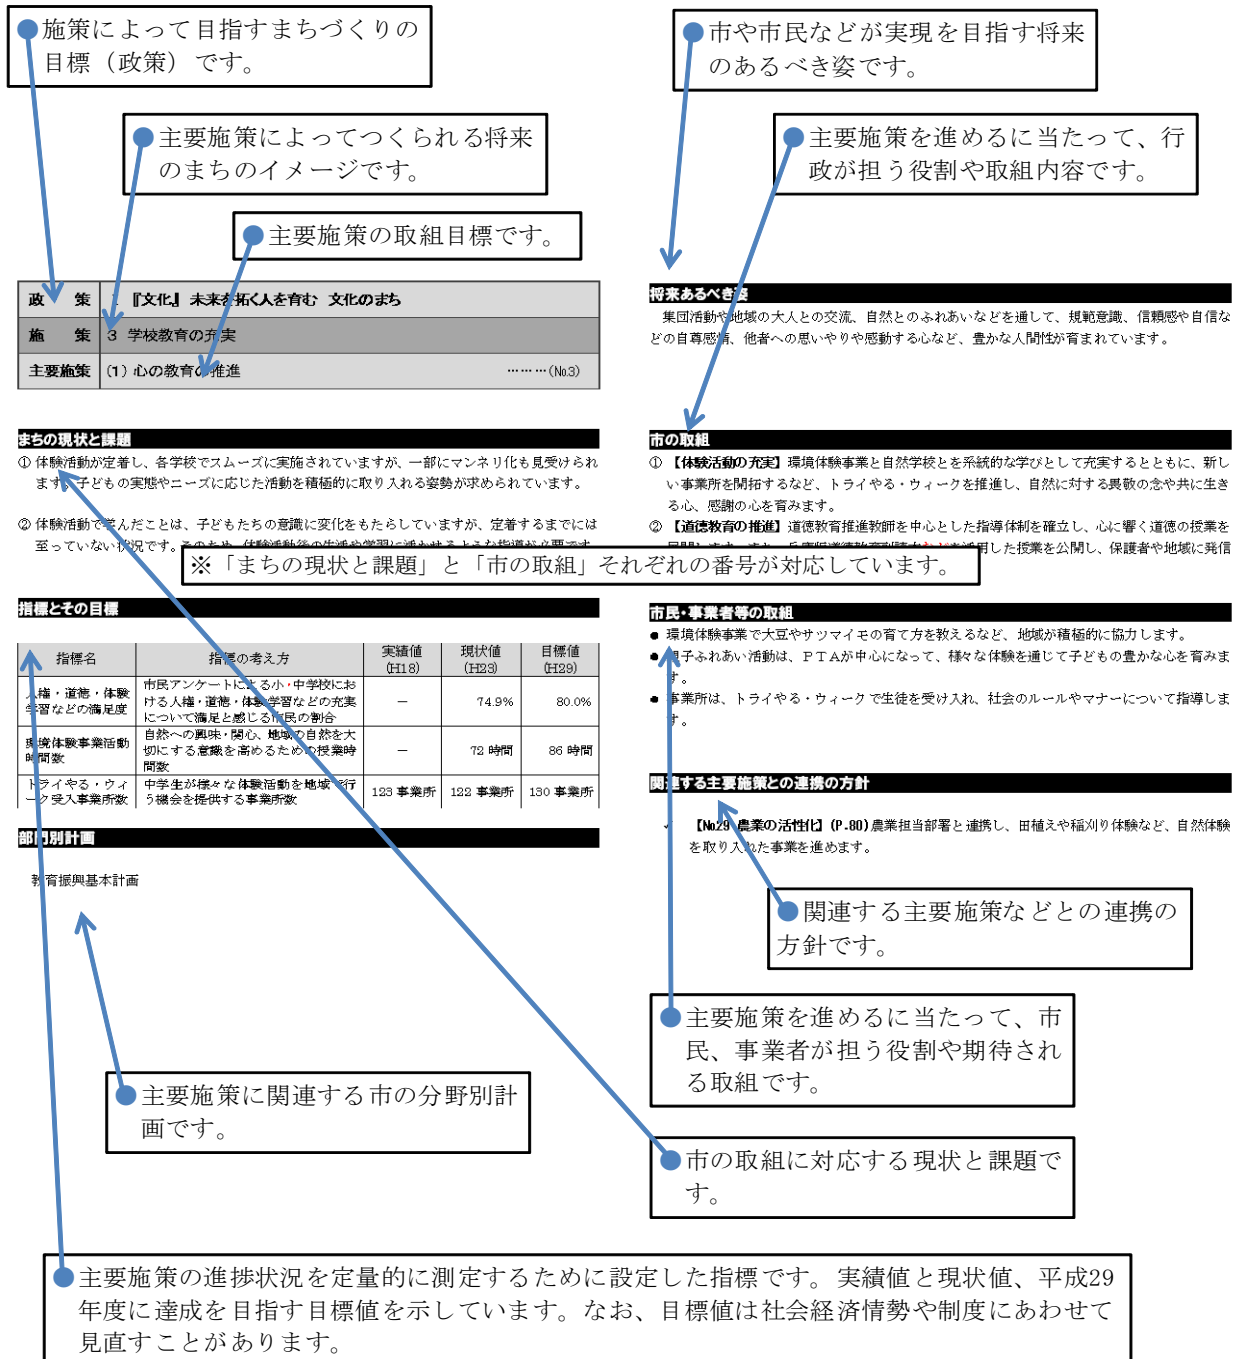 施策によって目指すまちづくりの
目標（政策）です。
市や市民などが実現を目指す将来
のあるべき姿です。
主要施策によってつくられる将来
のまちのイメージです。
主要施策を進めるに当たって、行
政が担う役割や取組内容です。
主要施策の取組目標です。
政　　策 『文化』 未来を拓く人を育む 文化のまち
施　　策 3 学校教育の充実
主要施策 (1) 心の教育の推進 ………(№3)
将来あるべき姿
集団活動や地域の大人との交流、自然とのふれあいなどを通して、規範意識、信頼感や自信な
どの自尊感情、他者への思いやりや感動する心など、豊かな人間性が育まれています。
まちの現状と課題
① 体験活動が定着し、各学校でスムーズに実施されていますが、一部にマンネリ化も見受けられ
ます。子どもの実態やニーズに応じた活動を積極的に取り入れる姿勢が求められています。
② 体験活動で学んだことは、子どもたちの意識に変化をもたらしていますが、定着するまでには
至っていない状況です。そのため、体験活動後の生活や学習に活かせるような指導が必要です。
市の取組
① 【体験活動の充実】環境体験事業と自然学校とを系統的な学びとして充実するとともに、新し
い事業所を開拓するなど、トライやる・ウィークを推進し、自然に対する畏敬の念や共に生き
る心、感謝の心を育みます。
② 【道徳教育の推進】道徳教育推進教師を中心とした指導体制を確立し、心に響く道徳の授業を
活用した授業を公開し、保護者や地域に発信
※「まちの現状と課題」と「市の取組」それぞれの番号が対応しています。
指標とその目標
指標名 指標の考え方 実績値(H18) 現状値(H23) 目標値(H29)
人権・道徳・体験学習などの満足度 市民アンケートによる小・中学校における人権・道徳・体験学習などの充実について満足と感じる市民の割合 － 74.9% 80.0%
環境体験事業活動時間数 自然への興味・関心、地域の自然を大切にする意識を高めるための授業時間数 － 72 時間 86 時間
トライやる・ウィーク受入事業所数 中学生が様々な体験活動を地域で行う機会を提供する事業所数 123 事業所 122 事業所 130 事業所
市民・事業者等の取組
● 環境体験事業で大豆やサツマイモの育て方を教えるなど、地域が積極的に協力します。
● 親子ふれあい活動は、ＰＴＡが中心になって、様々な体験を通じて子どもの豊かな心を育みま
す。
● 事業所は、トライやる・ウィークで生徒を受け入れ、社会のルールやマナーについて指導しま
す。
関連する主要施策との連携の方針
✓ 【№29 農業の活性化】(P.80)農業担当部署と連携し、田植えや稲刈り体験など、自然体験
を取り入れた事業を進めます。
部門別計画
教育振興基本計画
関連する主要施策などとの連携の
方針です。
主要施策を進めるに当たって、市
民、事業者が担う役割や期待され
る取組です。
主要施策に関連する市の分野別計
画です。
市の取組に対応する現状と課題で
す。
主要施策の進捗状況を定量的に測定するために設定した指標です。実績値と現状値、平成29
年度に達成を目指す目標値を示しています。なお、目標値は社会経済情勢や制度にあわせて
見直すことがあります。